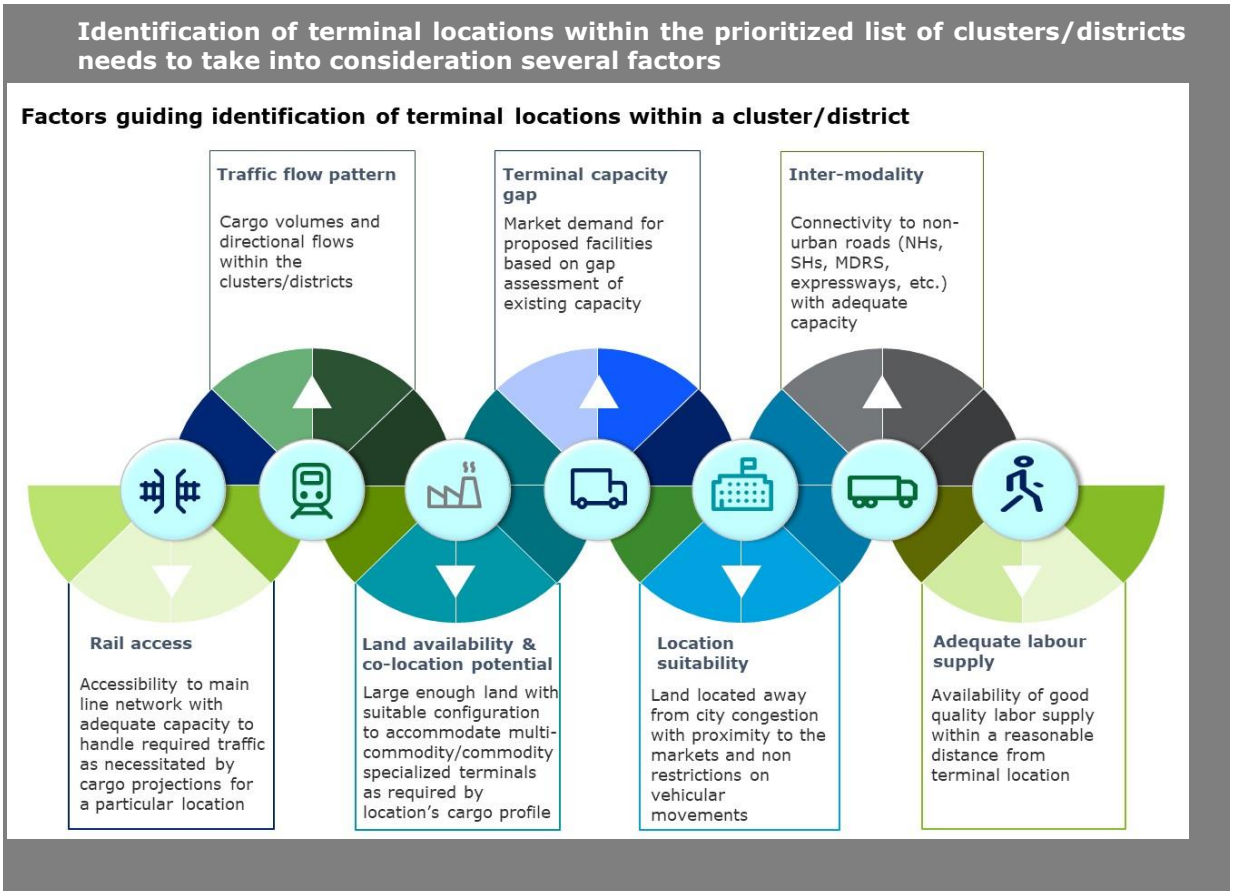 Identification of terminal locations within the prioritized list of clusters/districts
needs to take into consideration several factors
Factors guiding identification of terminal locations within a cluster/district
Traffic flow pattern
Cargo volumes and
directional flows
within the
clusters/districts
Terminal capacity
gap
Market demand for
proposed facilities
based on gap
assessment of
existing capacity
Inter-modality
Connectivity to non-
urban roads (NHs,
SHs, MDRS,
expressways, etc.)
with adequate
capacity
Rail access
Accessibility to main
line network with
adequate capacity to
handle required traffic
as necessitated by
cargo projections for
a particular location
Land availability &
co-location potential
Large enough land with
suitable configuration
to accommodate multi-
commodity/commodity
specialized terminals
as required by
location's cargo profile
Location
suitability
Land located away
from city congestion
with proximity to the
markets and non
restrictions on
vehicular
movements
Adequate labour
supply
Availability of good
quality labor supply
within a reasonable
distance from
terminal location